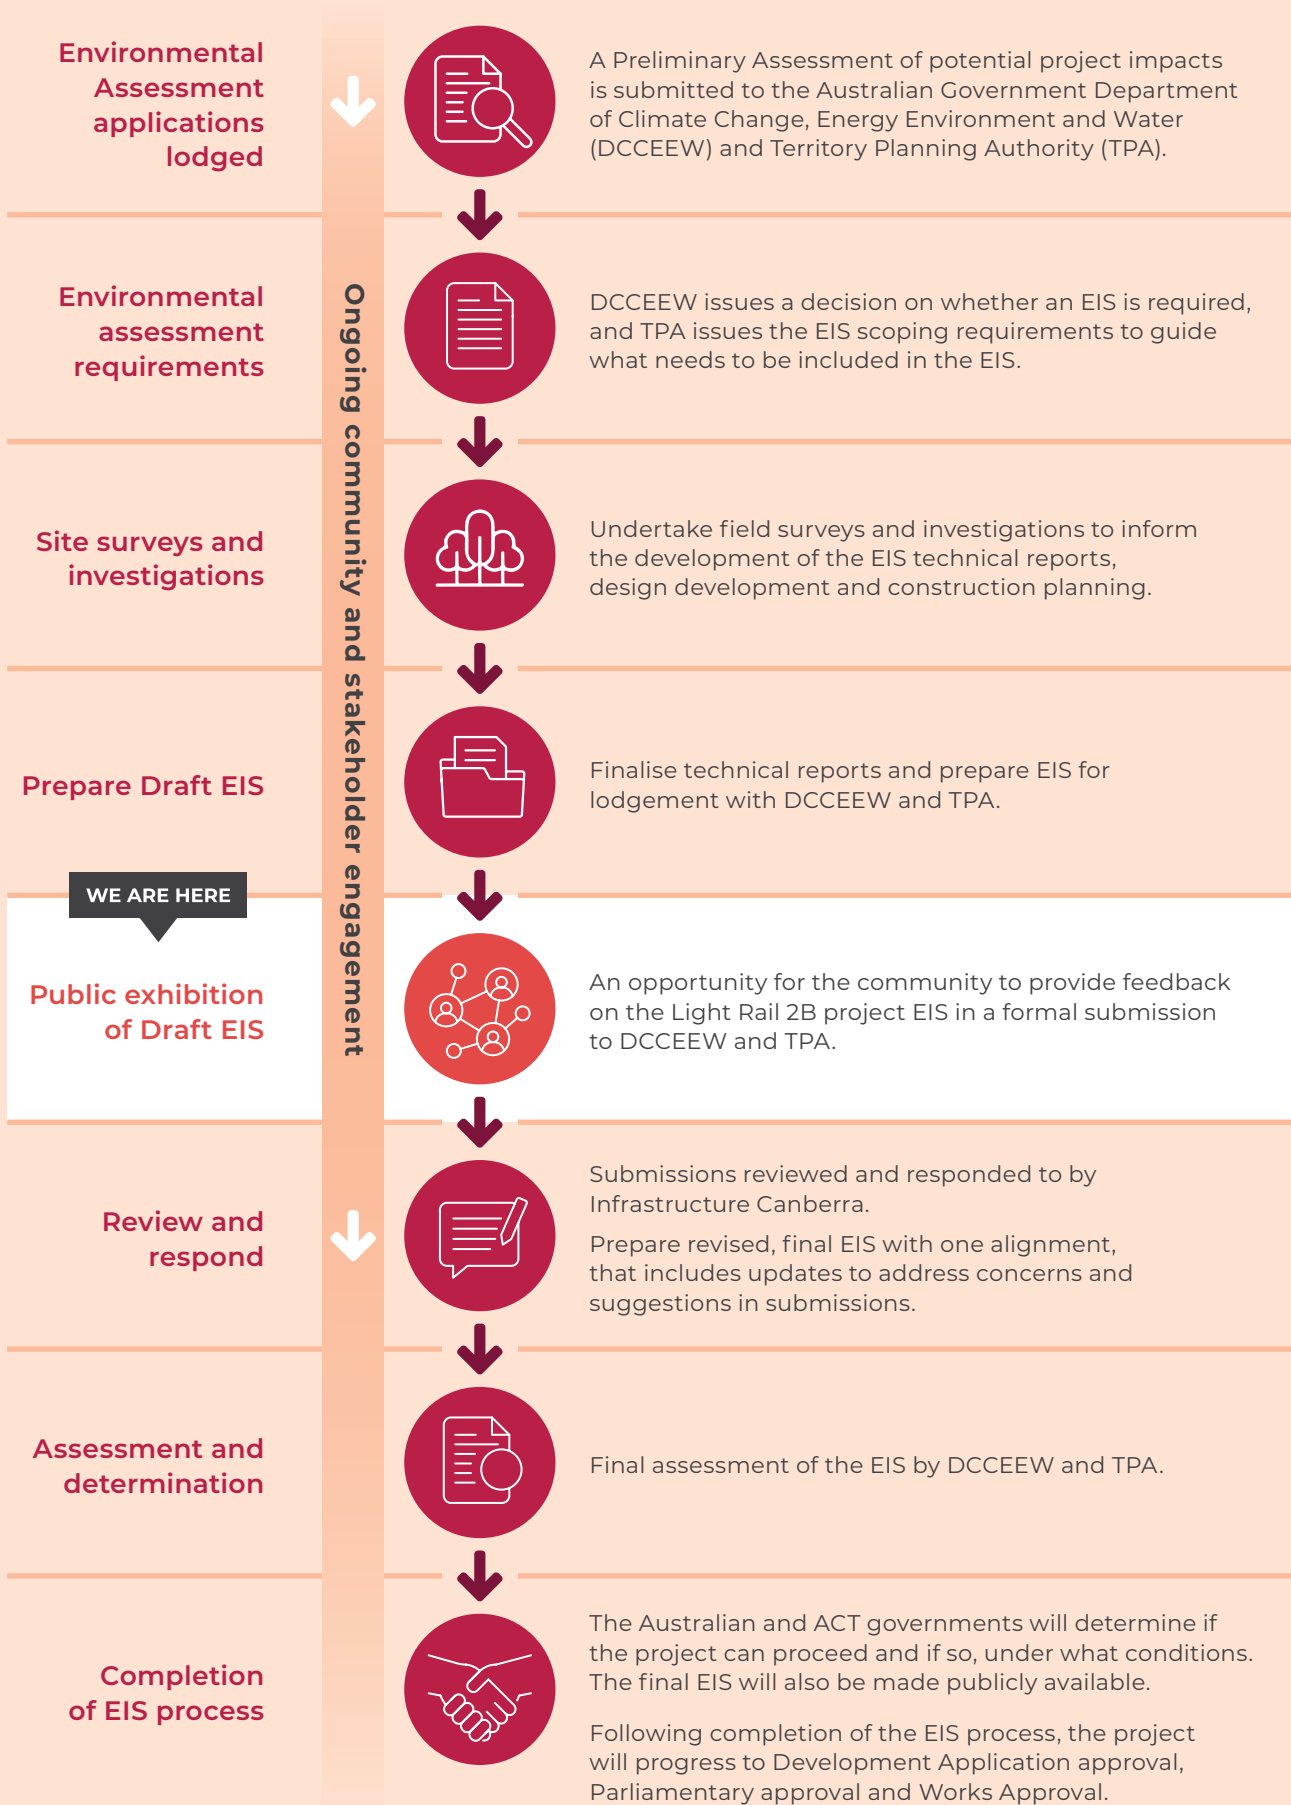 Environmental
Assessment
applications
lodged
A Preliminary Assessment of potential project impacts
is submitted to the Australian Government Department
of Climate Change, Energy Environment and Water
(DCCEEW) and Territory Planning Authority (TPA).
Ongoing community and stakeholder engagement
Environmental
assessment
requirements
DCCEEW issues a decision on whether an EIS is required,
and TPA issues the EIS scoping requirements to guide
what needs to be included in the EIS.
Site surveys and
investigations
Undertake field surveys and investigations to inform
the development of the EIS technical reports,
design development and construction planning.
Prepare Draft EIS
Finalise technical reports and prepare EIS for
lodgement with DCCEEW and TPA.
WE ARE HERE
Public exhibition
of Draft EIS
An opportunity for the community to provide feedback
on the Light Rail 2B project EIS in a formal submission
to DCCEEW and TPA.
Review and
respond
Submissions reviewed and responded to by
Infrastructure Canberra.
Prepare revised, final EIS with one alignment,
that includes updates to address concerns and
suggestions in submissions.
Assessment and
determination
Final assessment of the EIS by DCCEEW and TPA.
Completion
of EIS process
The Australian and ACT governments will determine if
the project can proceed and if so, under what conditions.
The final EIS will also be made publicly available.
Following completion of the EIS process, the project
will progress to Development Application approval,
Parliamentary approval and Works Approval.